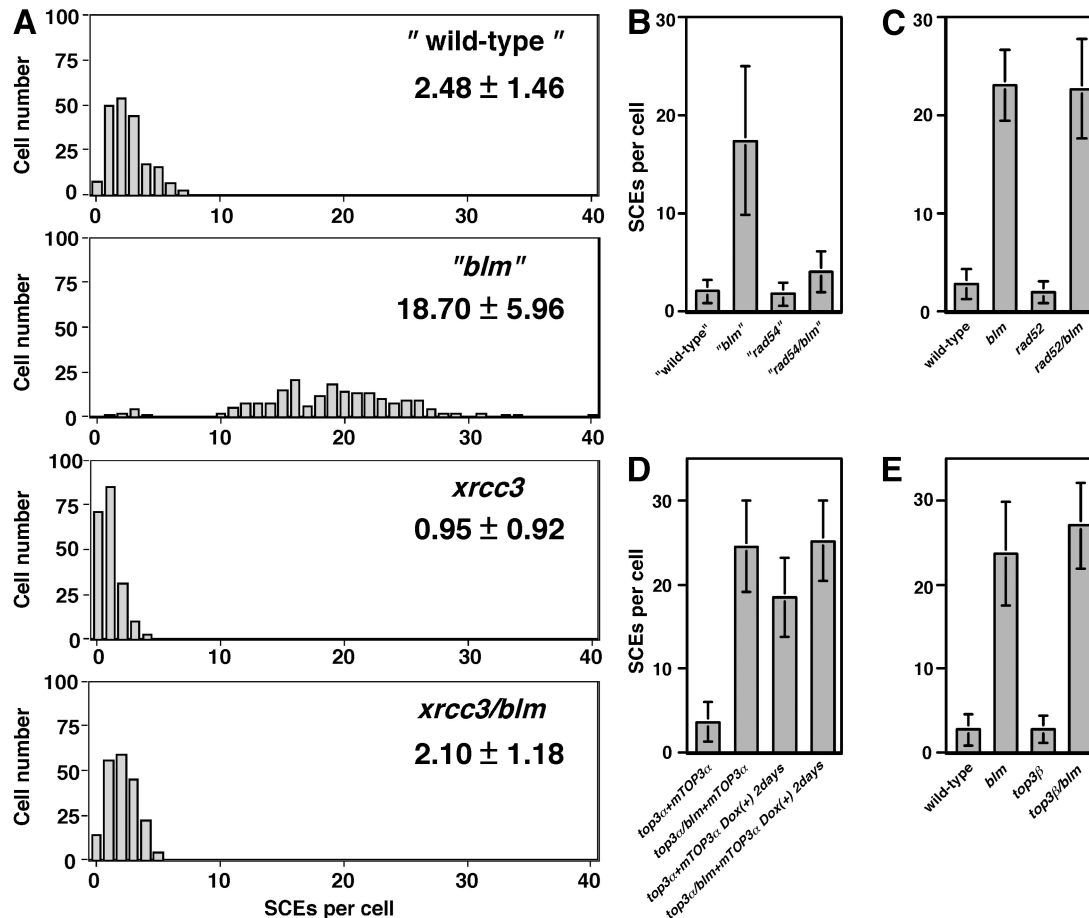 A
100
75
50
25
0
Cell number
" wild-type "
2.48 ± 1.46
0 10 20 30 40
100
75
50
25
0
Cell number
"blm"
18.70 ± 5.96
0 10 20 30 40
100
75
50
25
0
Cell number
xrcc3
0.95 ± 0.92
0 10 20 30 40
100
75
50
25
0
Cell number
xrcc3/blm
2.10 ± 1.18
0 10 20 30 40
SCEs per cell
B
30
20
10
0
SCEs per cell
"wild-type"
"blm"
"rad54"
"rad54/blm"
C
30
20
10
0
wild-type
blm
rad52
rad52/blm
D
30
20
10
0
SCEs per cell
top3α+mTOP3α
top3α/blm+mTOP3α
top3α+mTOP3α Dox(+) 2days
top3α/blm+mTOP3α Dox(+) 2days
E
30
20
10
0
wild-type
blm
top3β
top3β/blm